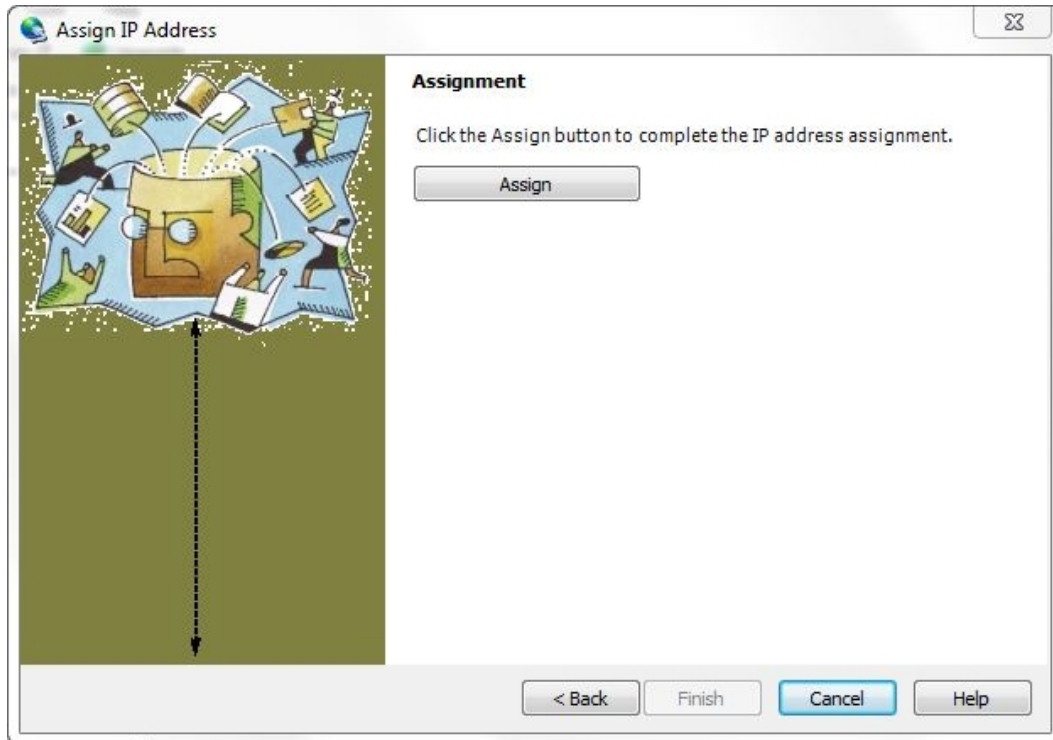 Assign IP Address
Assignment
Click the Assign button to complete the IP address assignment.
Assign
< Back
Finish
Cancel
Help